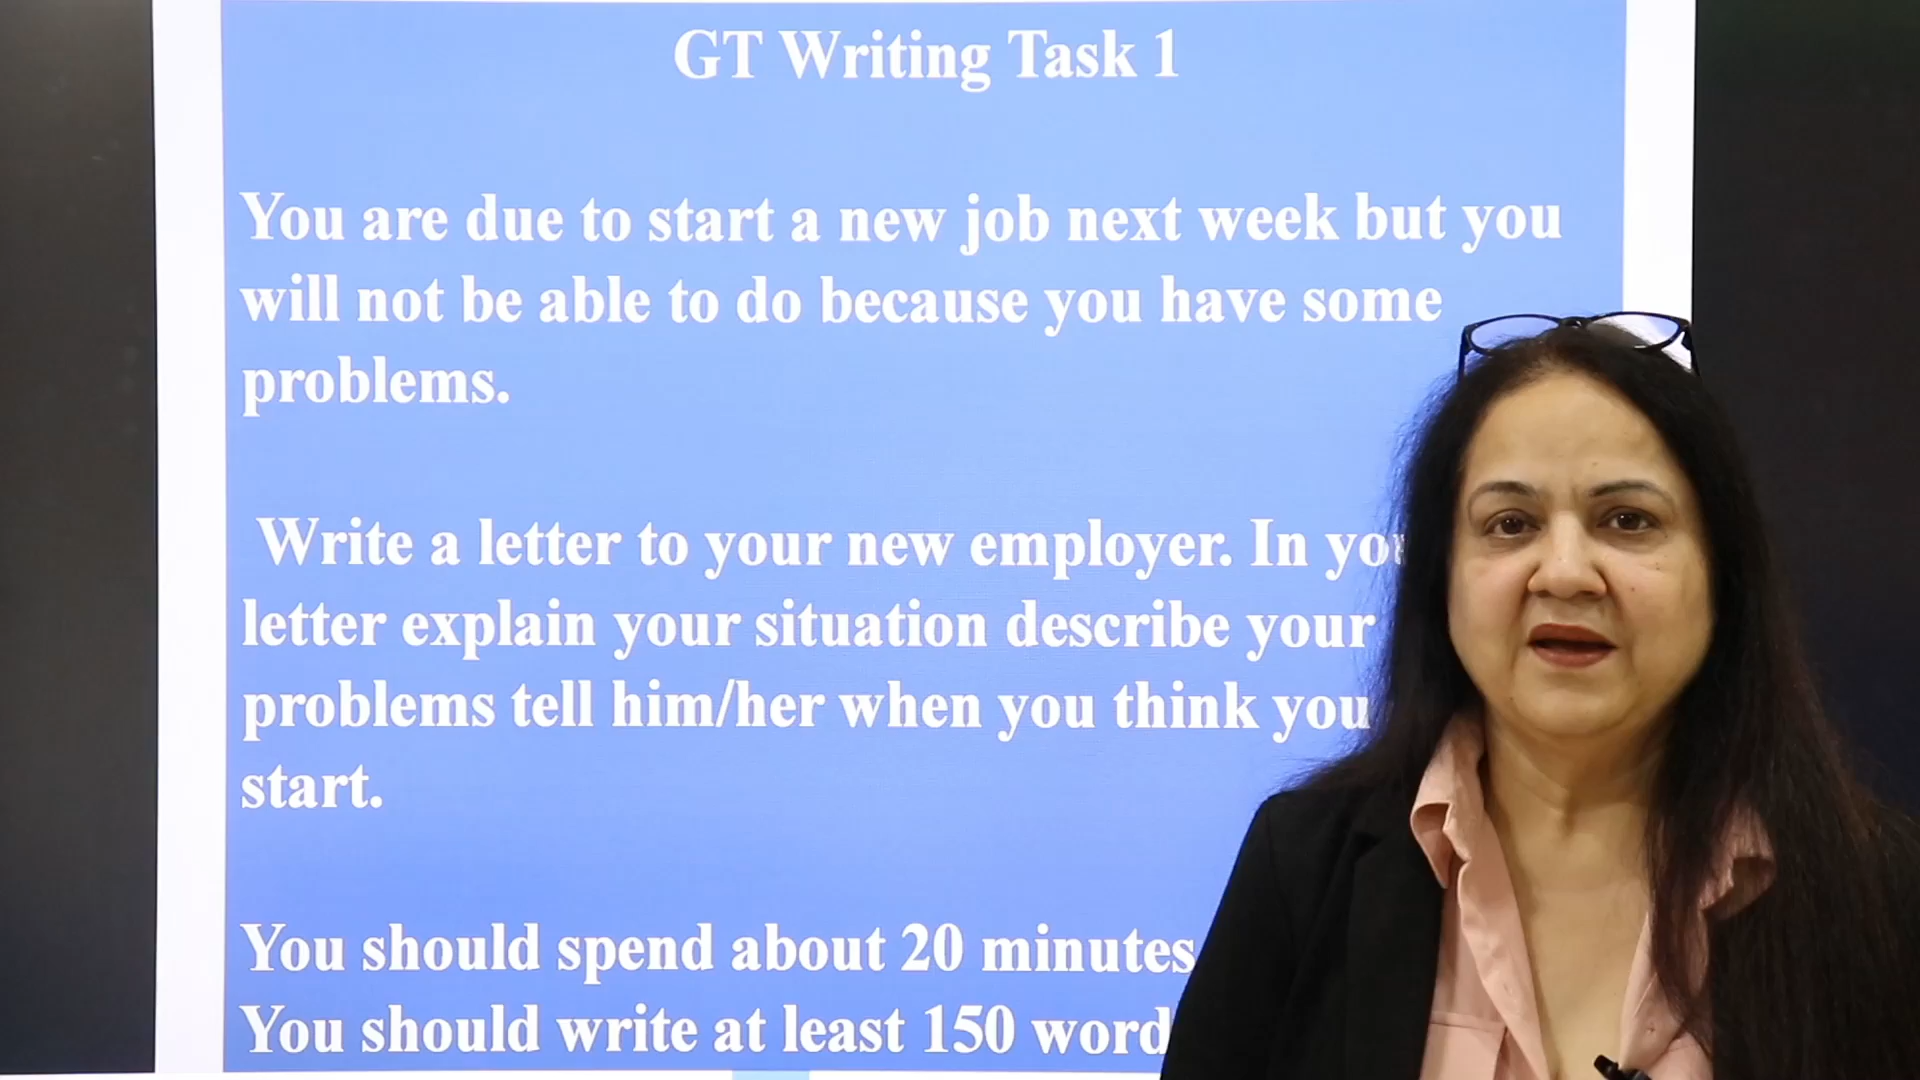 GT Writing Task 1
You are due to start a new job next week but you
will not be able to do because you have some
problems.
Write a letter to your new employer. In
letter explain your situation describe your
problems tell him/her when you think you
start.
You should spend about 20 minutes
You should write at least 150